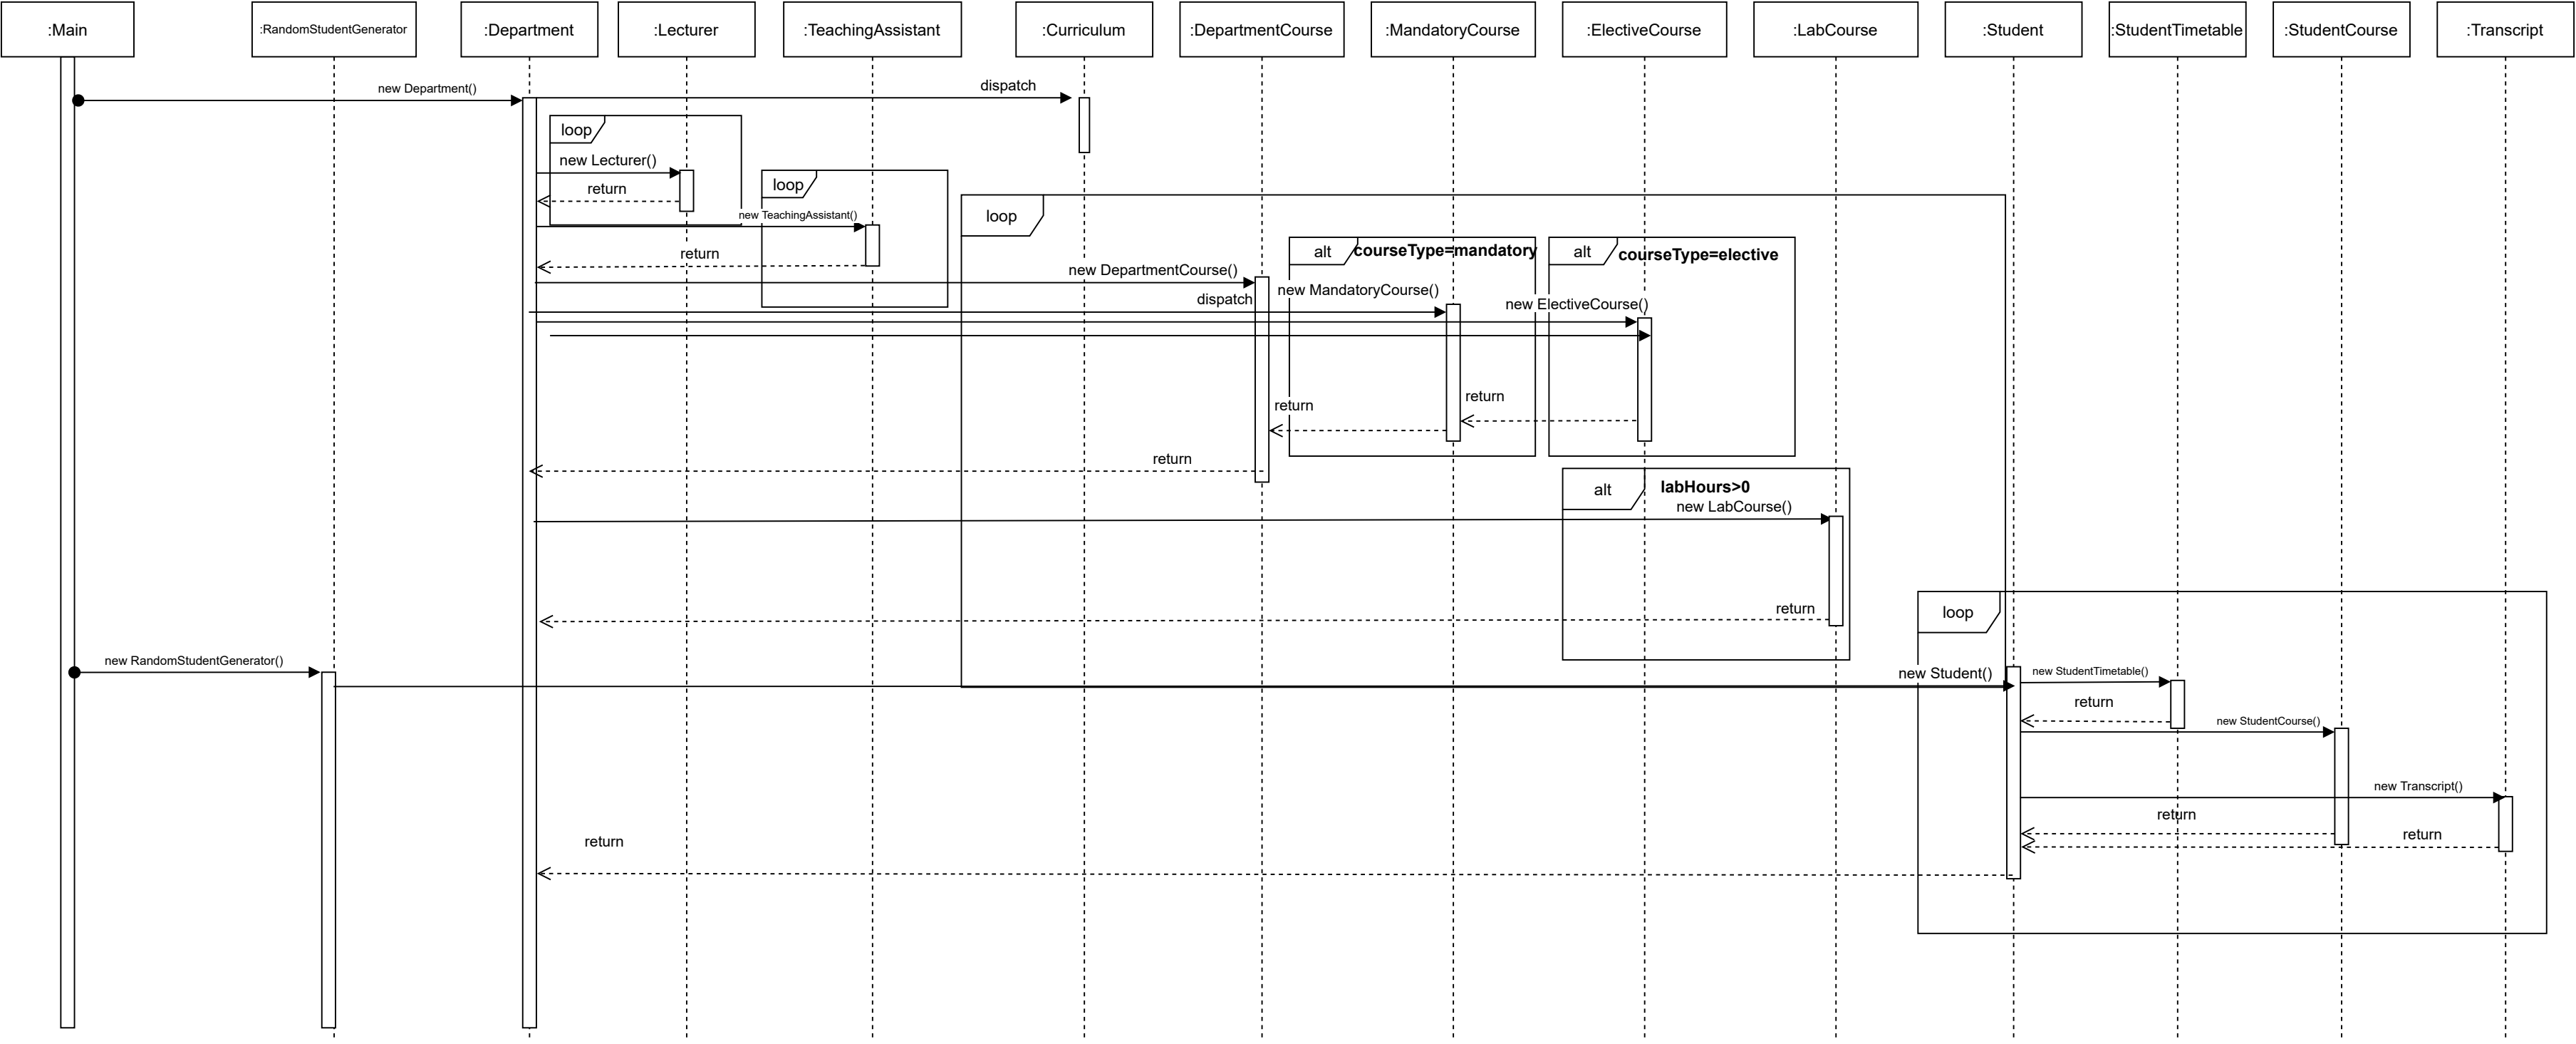 :Main
:RandomStudentGenerator
:Department
:Lecturer
:TeachingAssistant
:Curriculum
:DepartmentCourse
:MandatoryCourse
:ElectiveCourse
:LabCourse
:Student
:StudentTimetable
:StudentCourse
:Transcript
new Department()
dispatch
loop
new Lecturer()
return
loop
new TeachingAssistant()
return
loop
alt
courseType=mandatory
alt
courseType=elective
new DepartmentCourse()
dispatch
new MandatoryCourse()
new ElectiveCourse()
return
return
return
alt
labHours>0
new LabCourse()
return
loop
new RandomStudentGenerator()
new Student()
new StudentTimetable()
return
new StudentCourse()
new Transcript()
return
return
return